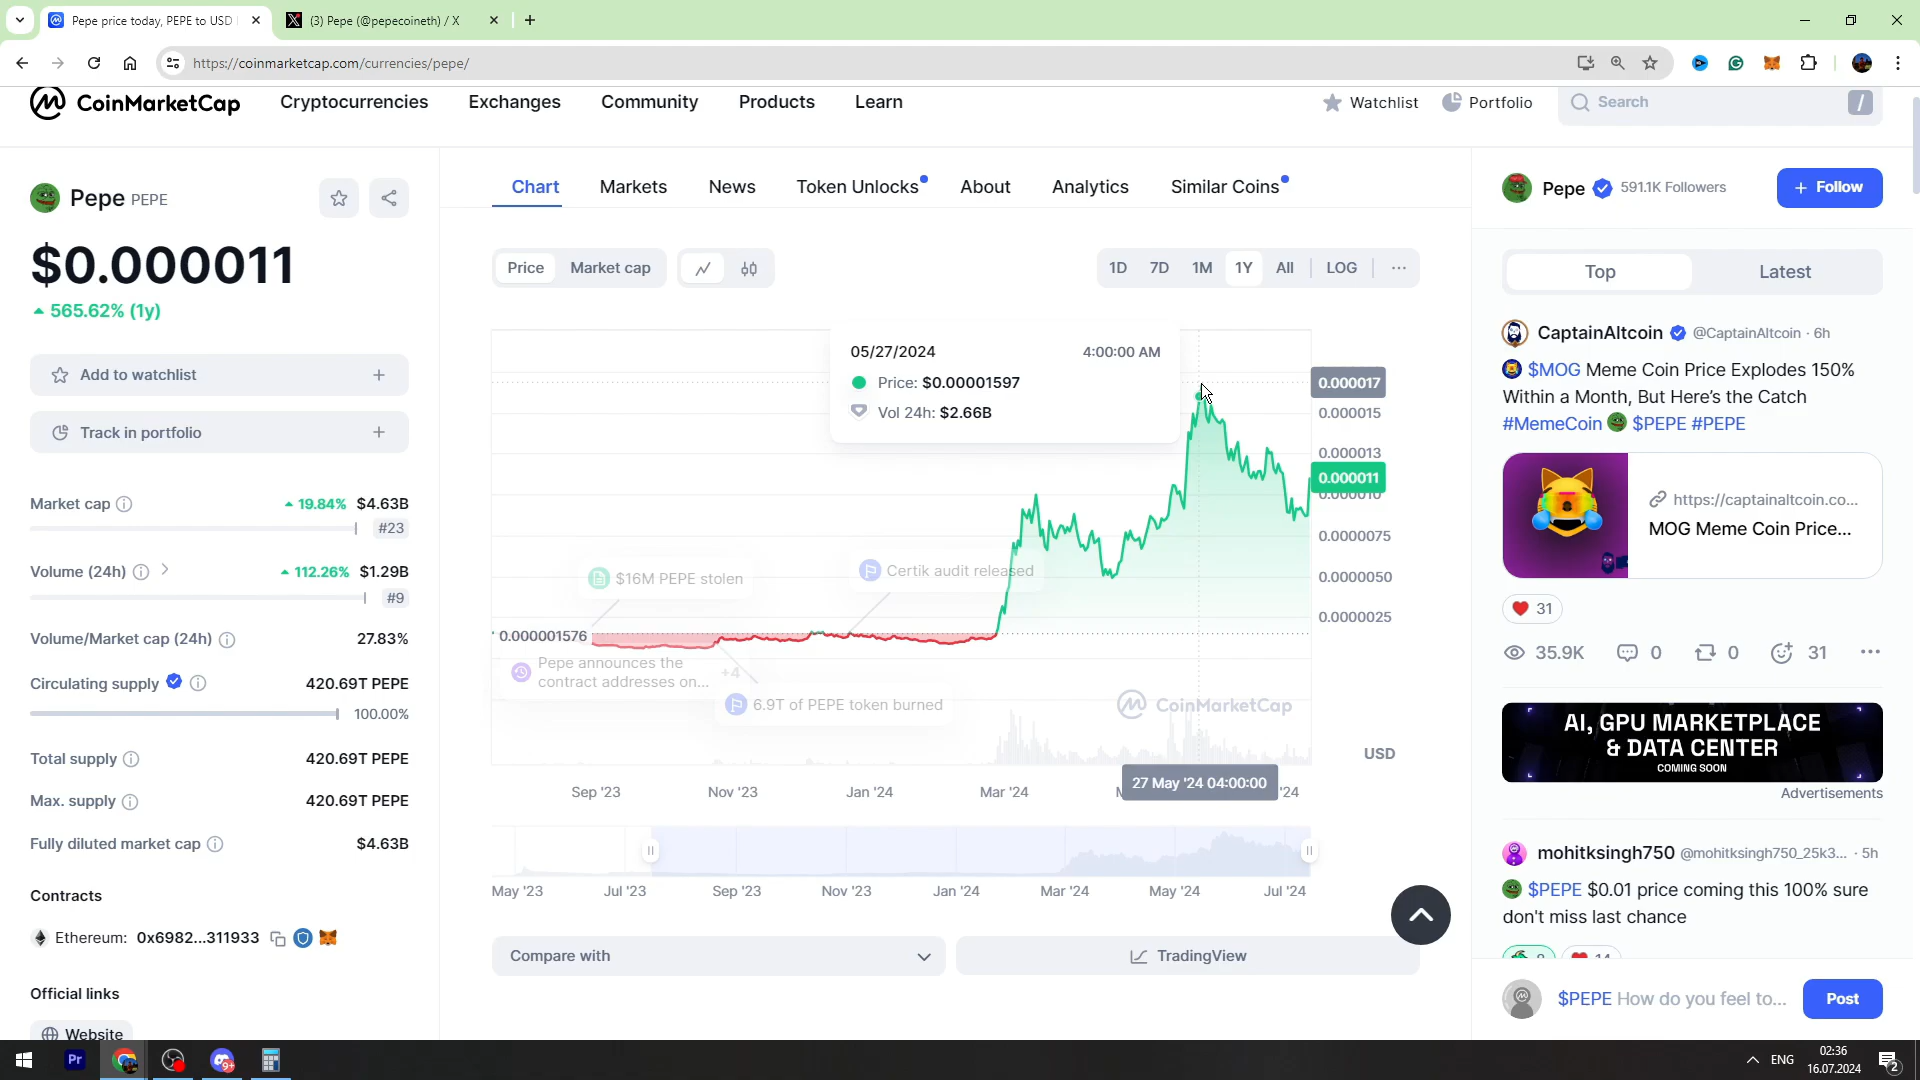 Pepe price today, PEPE to USD
(3) Pepe (@pepecoineth) / X
https://coinmarketcap.com/currencies/pepe/
CoinMarketCap
Cryptocurrencies
Exchanges
Community
Products
Learn
Watchlist
Portfolio
Search
/
Pepe PEPE
$0.000011
565.62% (1y)
Add to watchlist +
Track in portfolio +
Market cap 19.84% $4.63B
#23
Volume (24h) 112.26% $1.29B
#9
Volume/Market cap (24h) 27.83%
Circulating supply 420.69T PEPE
100.00%
Total supply 420.69T PEPE
Max. supply 420.69T PEPE
Fully diluted market cap $4.63B
Contracts
Ethereum: 0x6982...311933
Official links
Website
Chart
Markets
News
Token Unlocks
About
Analytics
Similar Coins
Price
Market cap
1D
7D
1M
1Y
All
LOG
...
05/27/2024 4:00:00 AM
Price: $0.00001597
Vol 24h: $2.66B
0.000017
0.000015
0.000013
0.000011
0.000010
0.0000075
0.0000050
0.0000025
$16M PEPE stolen
Certik audit released
0.000001576
Pepe announces the
contract addresses on...
+4
6.9T of PEPE token burned
CoinMarketCap
USD
Sep '23
Nov '23
Jan '24
Mar '24
27 May '24 04:00:00
'24
May '23
Jul '23
Sep '23
Nov '23
Jan '24
Mar '24
May '24
Jul '24
Compare with
TradingView
Pepe 591.1K Followers
+ Follow
Top
Latest
CaptainAltcoin @CaptainAltcoin · 6h
$MOG Meme Coin Price Explodes 150%
Within a Month, But Here's the Catch
#MemeCoin $PEPE #PEPE
https://captainaltcoin.co...
MOG Meme Coin Price...
31
35.9K
0
0
31
AI, GPU MARKETPLACE
& DATA CENTER
COMING SOON
Advertisements
mohitksingh750 @mohitksingh750_25k3... · 5h
$PEPE $0.01 price coming this 100% sure
don't miss last chance
$PEPE How do you feel to...
Post
Pr
9+
ENG
02:36
16.07.2024
2